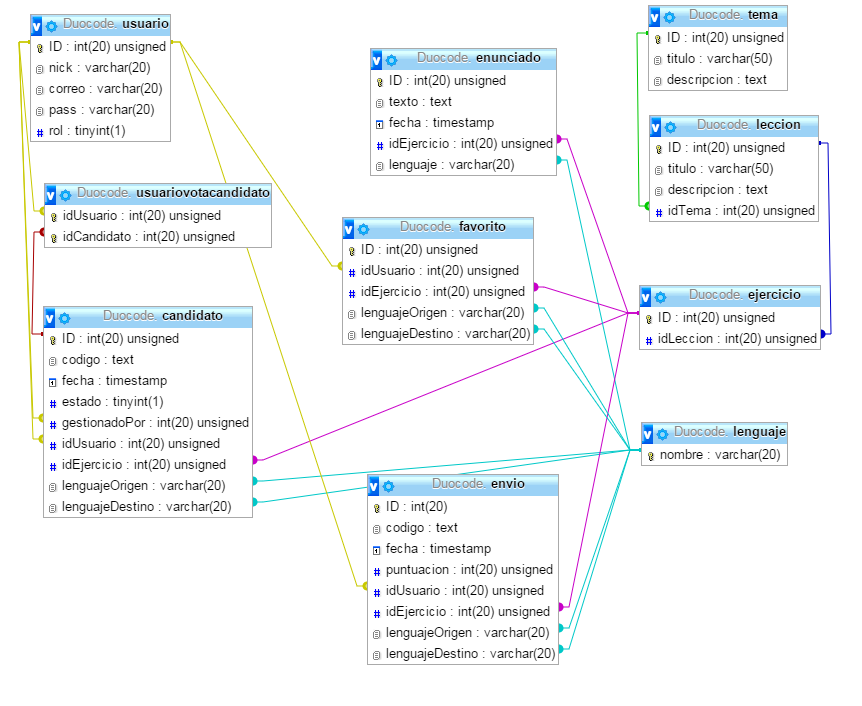 Duocode. usuario
ID : int(20) unsigned
nick : varchar(20)
correo : varchar(20)
pass : varchar(20)
# rol : tinyint(1)
v Duocode. usuariovotacandidato
idUsuario : int(20) unsigned
idCandidato : int(20) unsigned
v Duocode. candidato
ID : int(20) unsigned
codigo : text
fecha : timestamp
# estado : tinyint(1)
# gestionadoPor : int(20) unsigned
# idUsuario : int(20) unsigned
# idEjercicio : int(20) unsigned
lenguajeOrigen : varchar(20)
lenguajeDestino : varchar(20)
v Duocode. enunciado
ID : int(20) unsigned
texto : text
fecha : timestamp
# idEjercicio : int(20) unsigned
lenguaje : varchar(20)
v Duocode. favorito
ID : int(20) unsigned
# idUsuario : int(20) unsigned
# idEjercicio : int(20) unsigned
lenguajeOrigen : varchar(20)
lenguajeDestino : varchar(20)
v Duocode. envio
ID : int(20)
codigo : text
fecha : timestamp
# puntuacion : int(20) unsigned
# idUsuario : int(20) unsigned
# idEjercicio : int(20) unsigned
lenguajeOrigen : varchar(20)
lenguajeDestino : varchar(20)
v Duocode. tema
ID : int(20) unsigned
titulo : varchar(50)
descripcion : text
v Duocode. leccion
ID : int(20) unsigned
titulo : varchar(50)
descripcion : text
# idTema : int(20) unsigned
v Duocode. ejercicio
ID : int(20) unsigned
# idLeccion : int(20) unsigned
v Duocode. lenguaje
nombre : varchar(20)